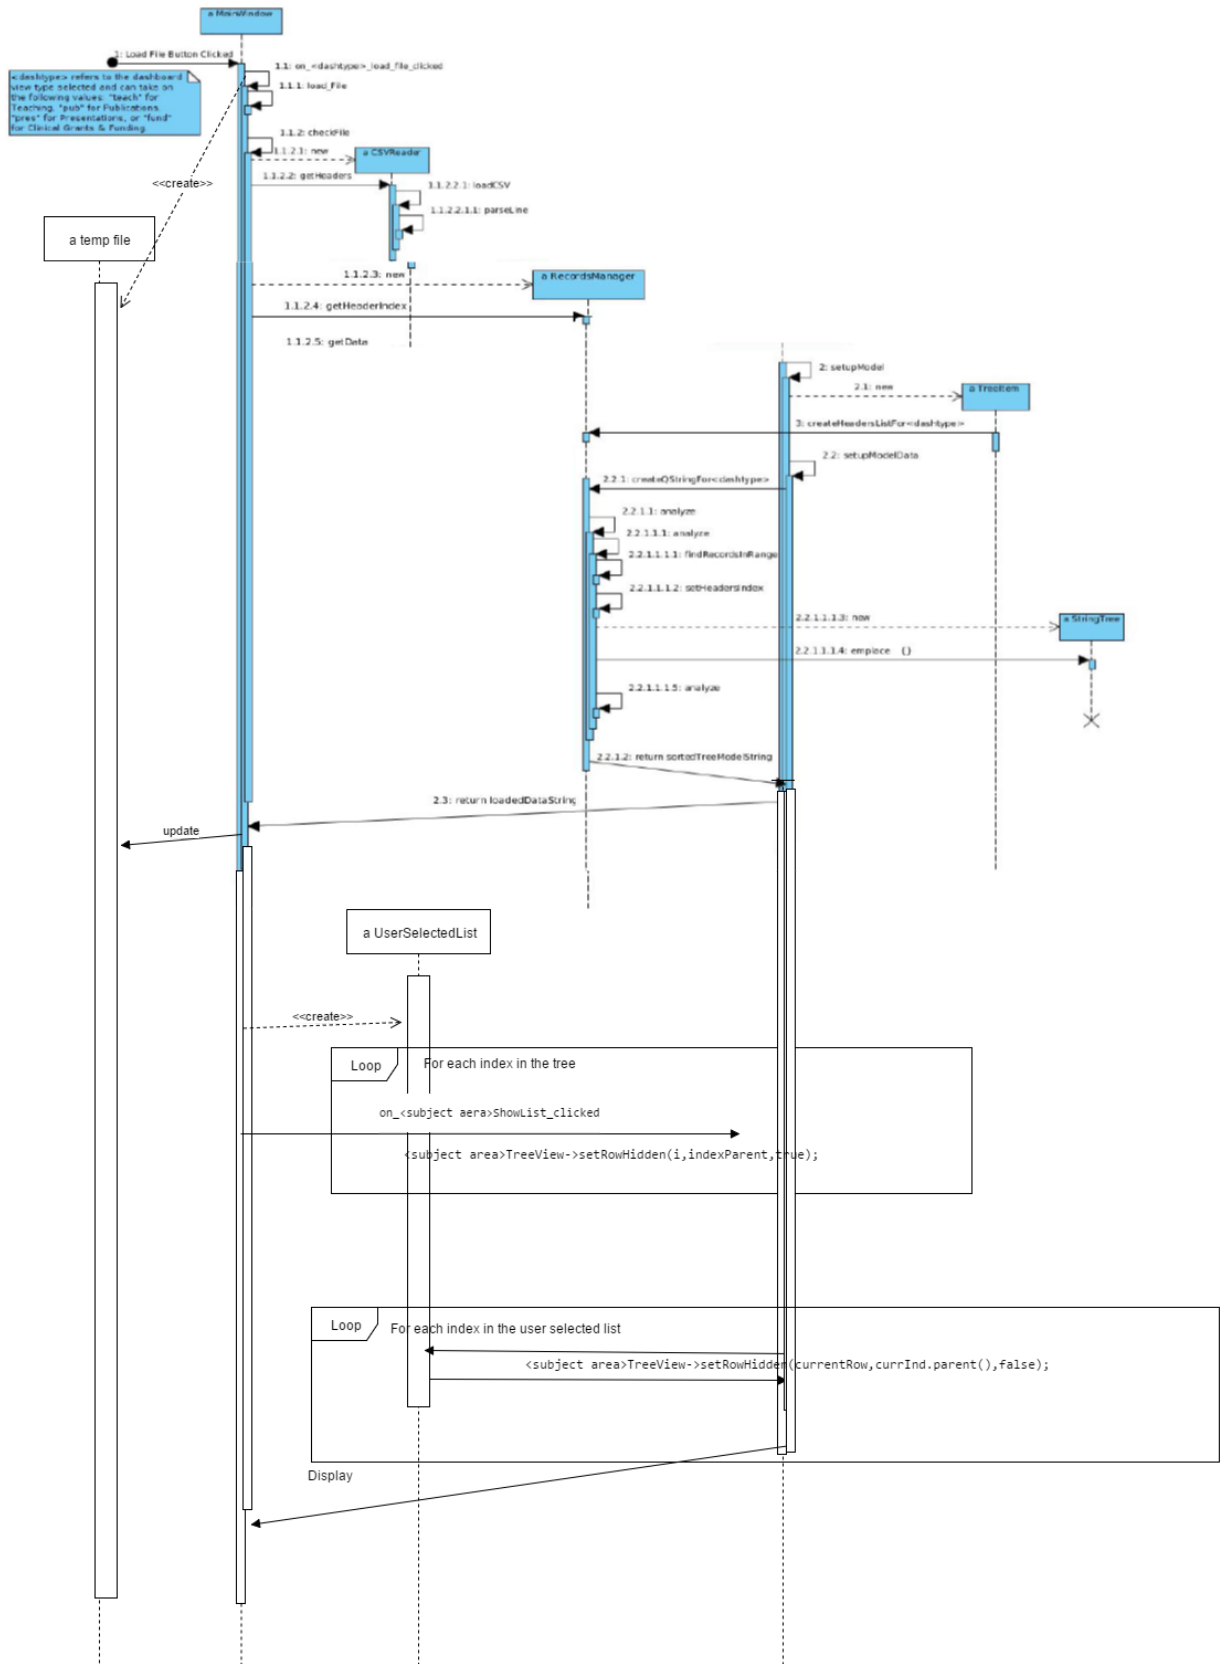 a MainWindow
1: Load File Button Clicked
1.1: on_<dashtype>_load_file_clicked
<dashtype> refers to the dashboard
view type selected and can take on
the following values: "teach" for
Teaching, "pub" for Publications,
"pres" for Presentations, or "fund"
for Clinical Grants & Funding.
1.1.1: load_File
1.1.2: checkFile
1.1.2.1: new
a CSVReader
<<create>>
1.1.2.2: getHeaders
1.1.2.2.1: loadCSV
1.1.2.2.1.1: parseLine
a temp file
1.1.2.3: new
a RecordsManager
1.1.2.4: getHeaderIndex
1.1.2.5: getData
2: setupModel
2.1: new
a TreeItem
3: createHeadersListFor<dashtype>
2.2: setupModelData
2.2.1: createQStringFor<dashtype>
2.2.1.1: analyze
2.2.1.1.1: analyze
2.2.1.1.1.1: findRecordsInRange
2.2.1.1.1.2: setHeadersIndex
2.2.1.1.1.3: new
a StringTree
2.2.1.1.1.4: emplace {}
2.2.1.1.1.5: analyze
2.2.1.2: return sortedTreeModelString
2.3: return loadedDataString
update
a UserSelectedList
<<create>>
Loop
For each index in the tree
on_<subject aera>ShowList_clicked
<subject area>TreeView->setRowHidden(i,indexParent,true);
Loop
For each index in the user selected list
<subject area>TreeView->setRowHidden(currentRow,currInd.parent(),false);
Display